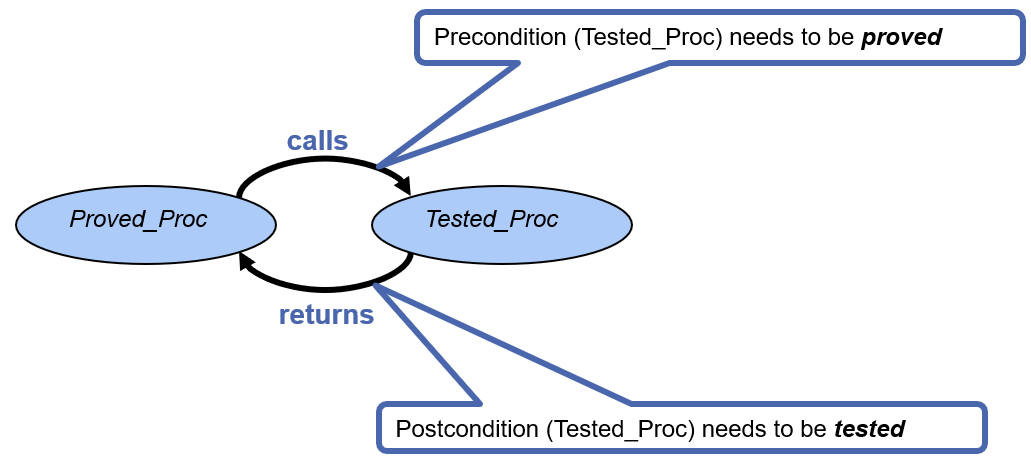 Precondition (Tested_Proc) needs to be proved
calls
Proved_Proc
Tested_Proc
returns
Postcondition (Tested_Proc) needs to be tested